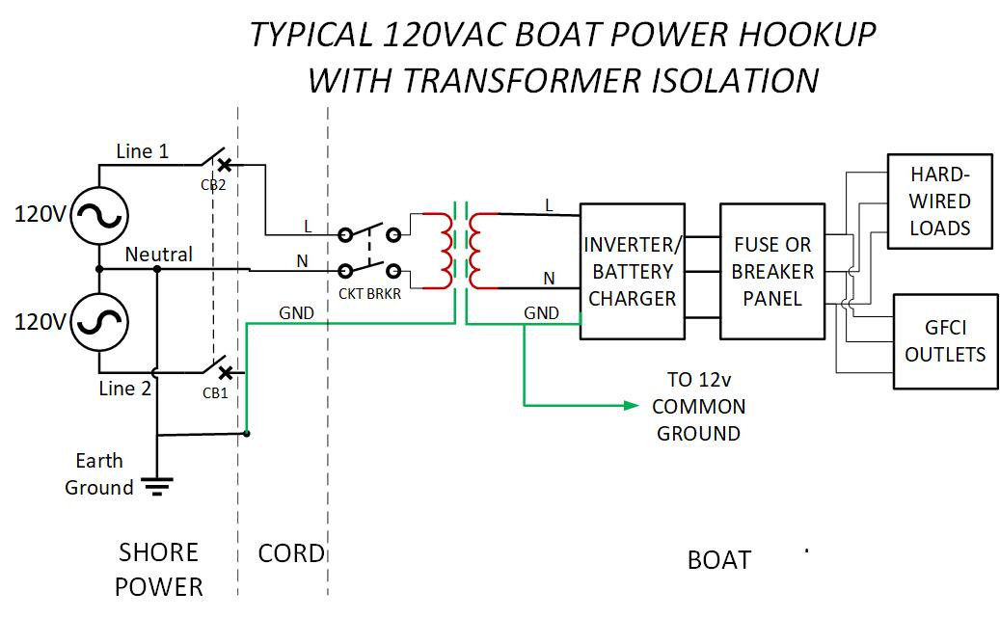 TYPICAL 120VAC BOAT POWER HOOKUP
WITH TRANSFORMER ISOLATION
Line 1
CB2
120V
Neutral
120V
Line 2
CB1
Earth
Ground
L
N
CKT BRKR
GND
L
N
GND
INVERTER/
BATTERY
CHARGER
FUSE OR
BREAKER
PANEL
HARD-
WIRED
LOADS
GFCI
OUTLETS
TO 12v
COMMON
GROUND
SHORE
POWER
CORD
BOAT